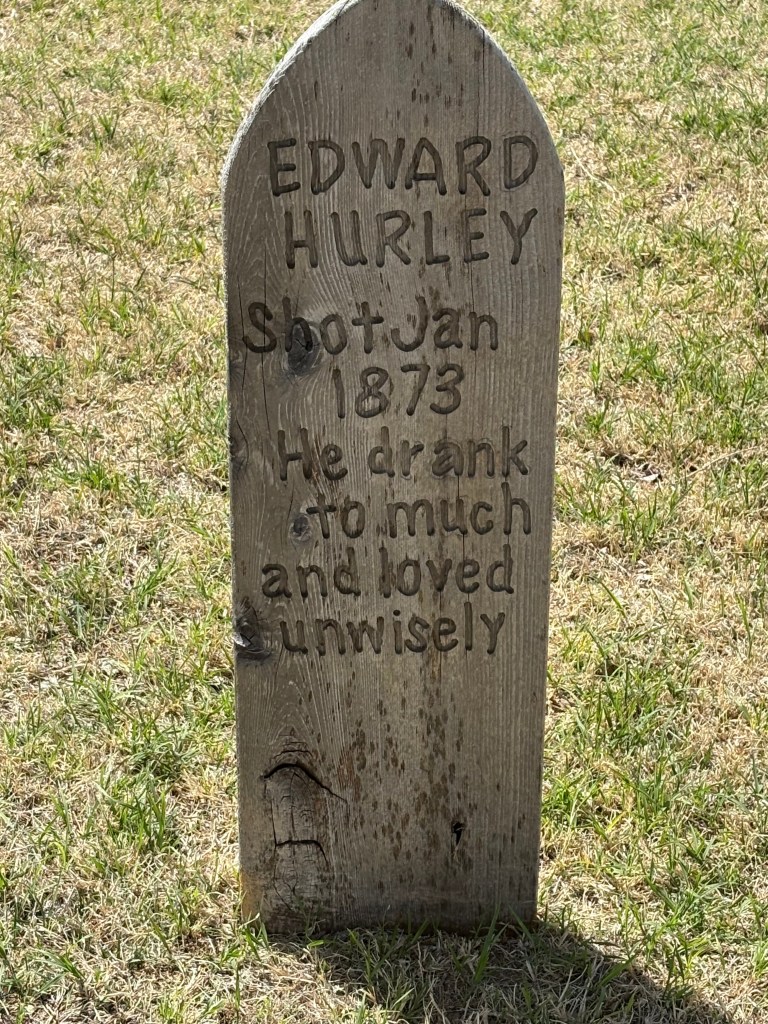 EDWARD
HURLEY
Shot Jan
1873
He drank
to much
and loved
unwisely